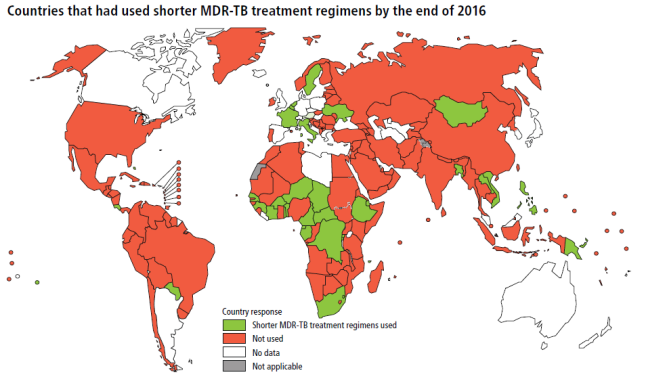 Countries that had used shorter MDR-TB treatment regimens by the end of 2016
Country response
Shorter MDR-TB treatment regimens used
Not used
No data
Not applicable